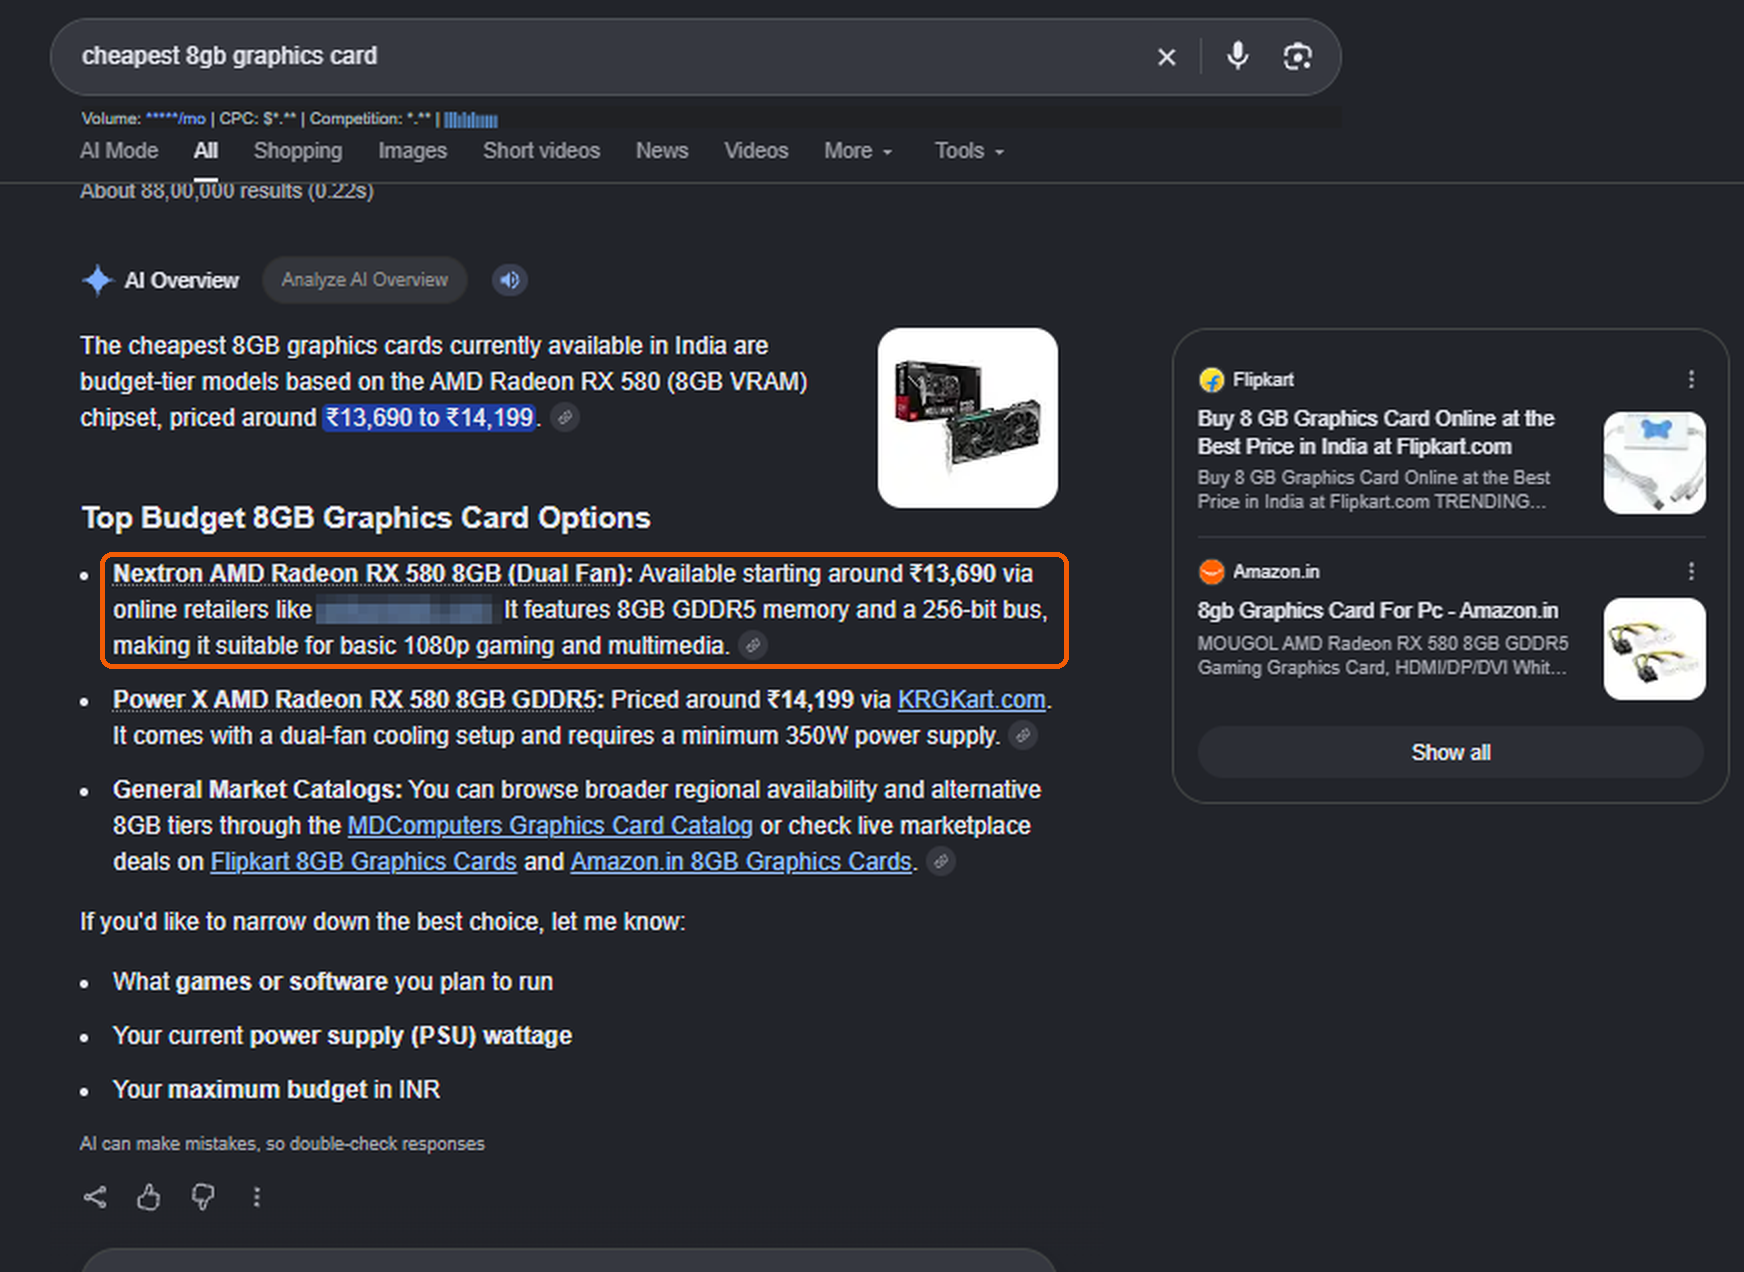 cheapest 8gb graphics card
Volume: *****/mo | CPC: $*.** | Competition: *.** |
AI Mode
All
Shopping
Images
Short videos
News
Videos
More
Tools
About 88,00,000 results (0.22s)
AI Overview
Analyze AI Overview
The cheapest 8GB graphics cards currently available in India are
budget-tier models based on the AMD Radeon RX 580 (8GB VRAM)
chipset, priced around ₹13,690 to ₹14,199.
Top Budget 8GB Graphics Card Options
• Nextron AMD Radeon RX 580 8GB (Dual Fan): Available starting around ₹13,690 via
online retailers like It features 8GB GDDR5 memory and a 256-bit bus,
making it suitable for basic 1080p gaming and multimedia.
• Power X AMD Radeon RX 580 8GB GDDR5: Priced around ₹14,199 via KRGKart.com.
It comes with a dual-fan cooling setup and requires a minimum 350W power supply.
• General Market Catalogs: You can browse broader regional availability and alternative
8GB tiers through the MDComputers Graphics Card Catalog or check live marketplace
deals on Flipkart 8GB Graphics Cards and Amazon.in 8GB Graphics Cards.
If you'd like to narrow down the best choice, let me know:
• What games or software you plan to run
• Your current power supply (PSU) wattage
• Your maximum budget in INR
AI can make mistakes, so double-check responses
Flipkart
Buy 8 GB Graphics Card Online at the
Best Price in India at Flipkart.com
Buy 8 GB Graphics Card Online at the Best
Price in India at Flipkart.com TRENDING...
Amazon.in
8gb Graphics Card For Pc - Amazon.in
MOUGOL AMD Radeon RX 580 8GB GDDR5
Gaming Graphics Card, HDMI/DP/DVI Whit...
Show all